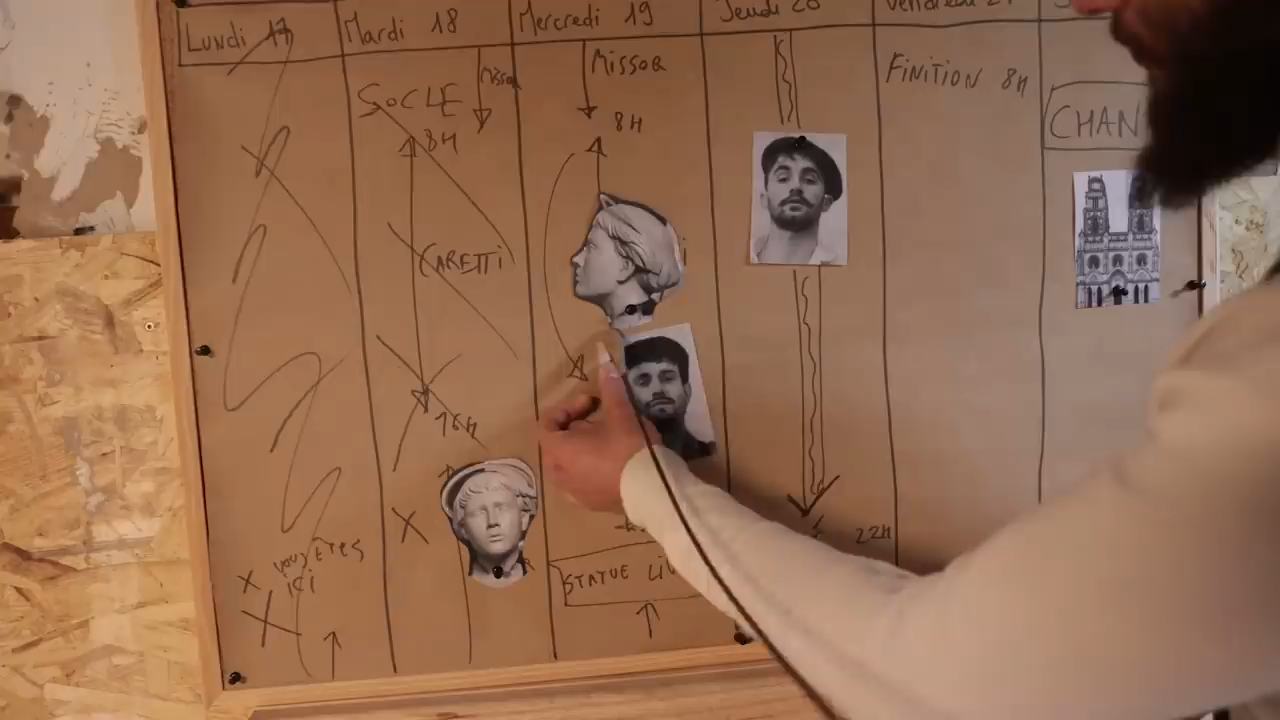 Lundi 17
Mardi 18
Mercredi 19
Jeudi 20
Vendredi
SOCLE
8H
CARETTI
16H
X
MISSOR
8H
STATUE
22H
FINITION 8H
CHAN
X VOUS ÊTES
ICI
X